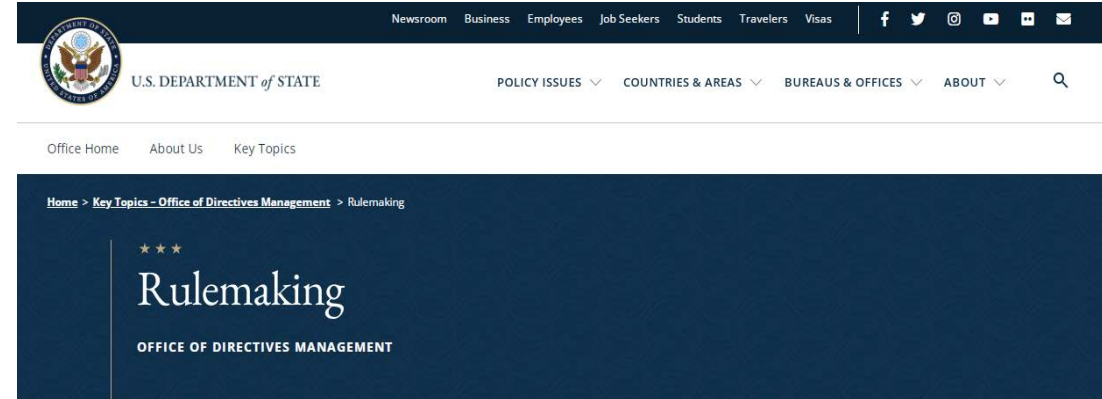 Newsroom Business Employees Job Seekers Students Travelers Visas
U.S. DEPARTMENT of STATE
POLICY ISSUES COUNTRIES & AREAS BUREAUS & OFFICES ABOUT
Office Home About Us Key Topics
Home > Key Topics – Office of Directives Management > Rulemaking
Rulemaking
OFFICE OF DIRECTIVES MANAGEMENT